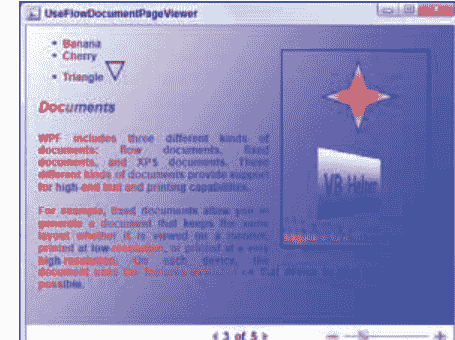 UseFlowDocumentPageViewer
• Banana
• Cherry
• Triangle
Documents
WPF includes three different kinds of
documents: flow documents, fixed
documents, and XPS documents. These
different kinds of documents provide support
for high-end text and printing capabilities.
VB Helper
For example, fixed documents allow you to
generate a document that keeps the same
layout whether it is viewed on a monitor,
printed at low-resolution, or printed at a very
high-resolution. On each device, the
document uses the features that device
possible.
3 of 5